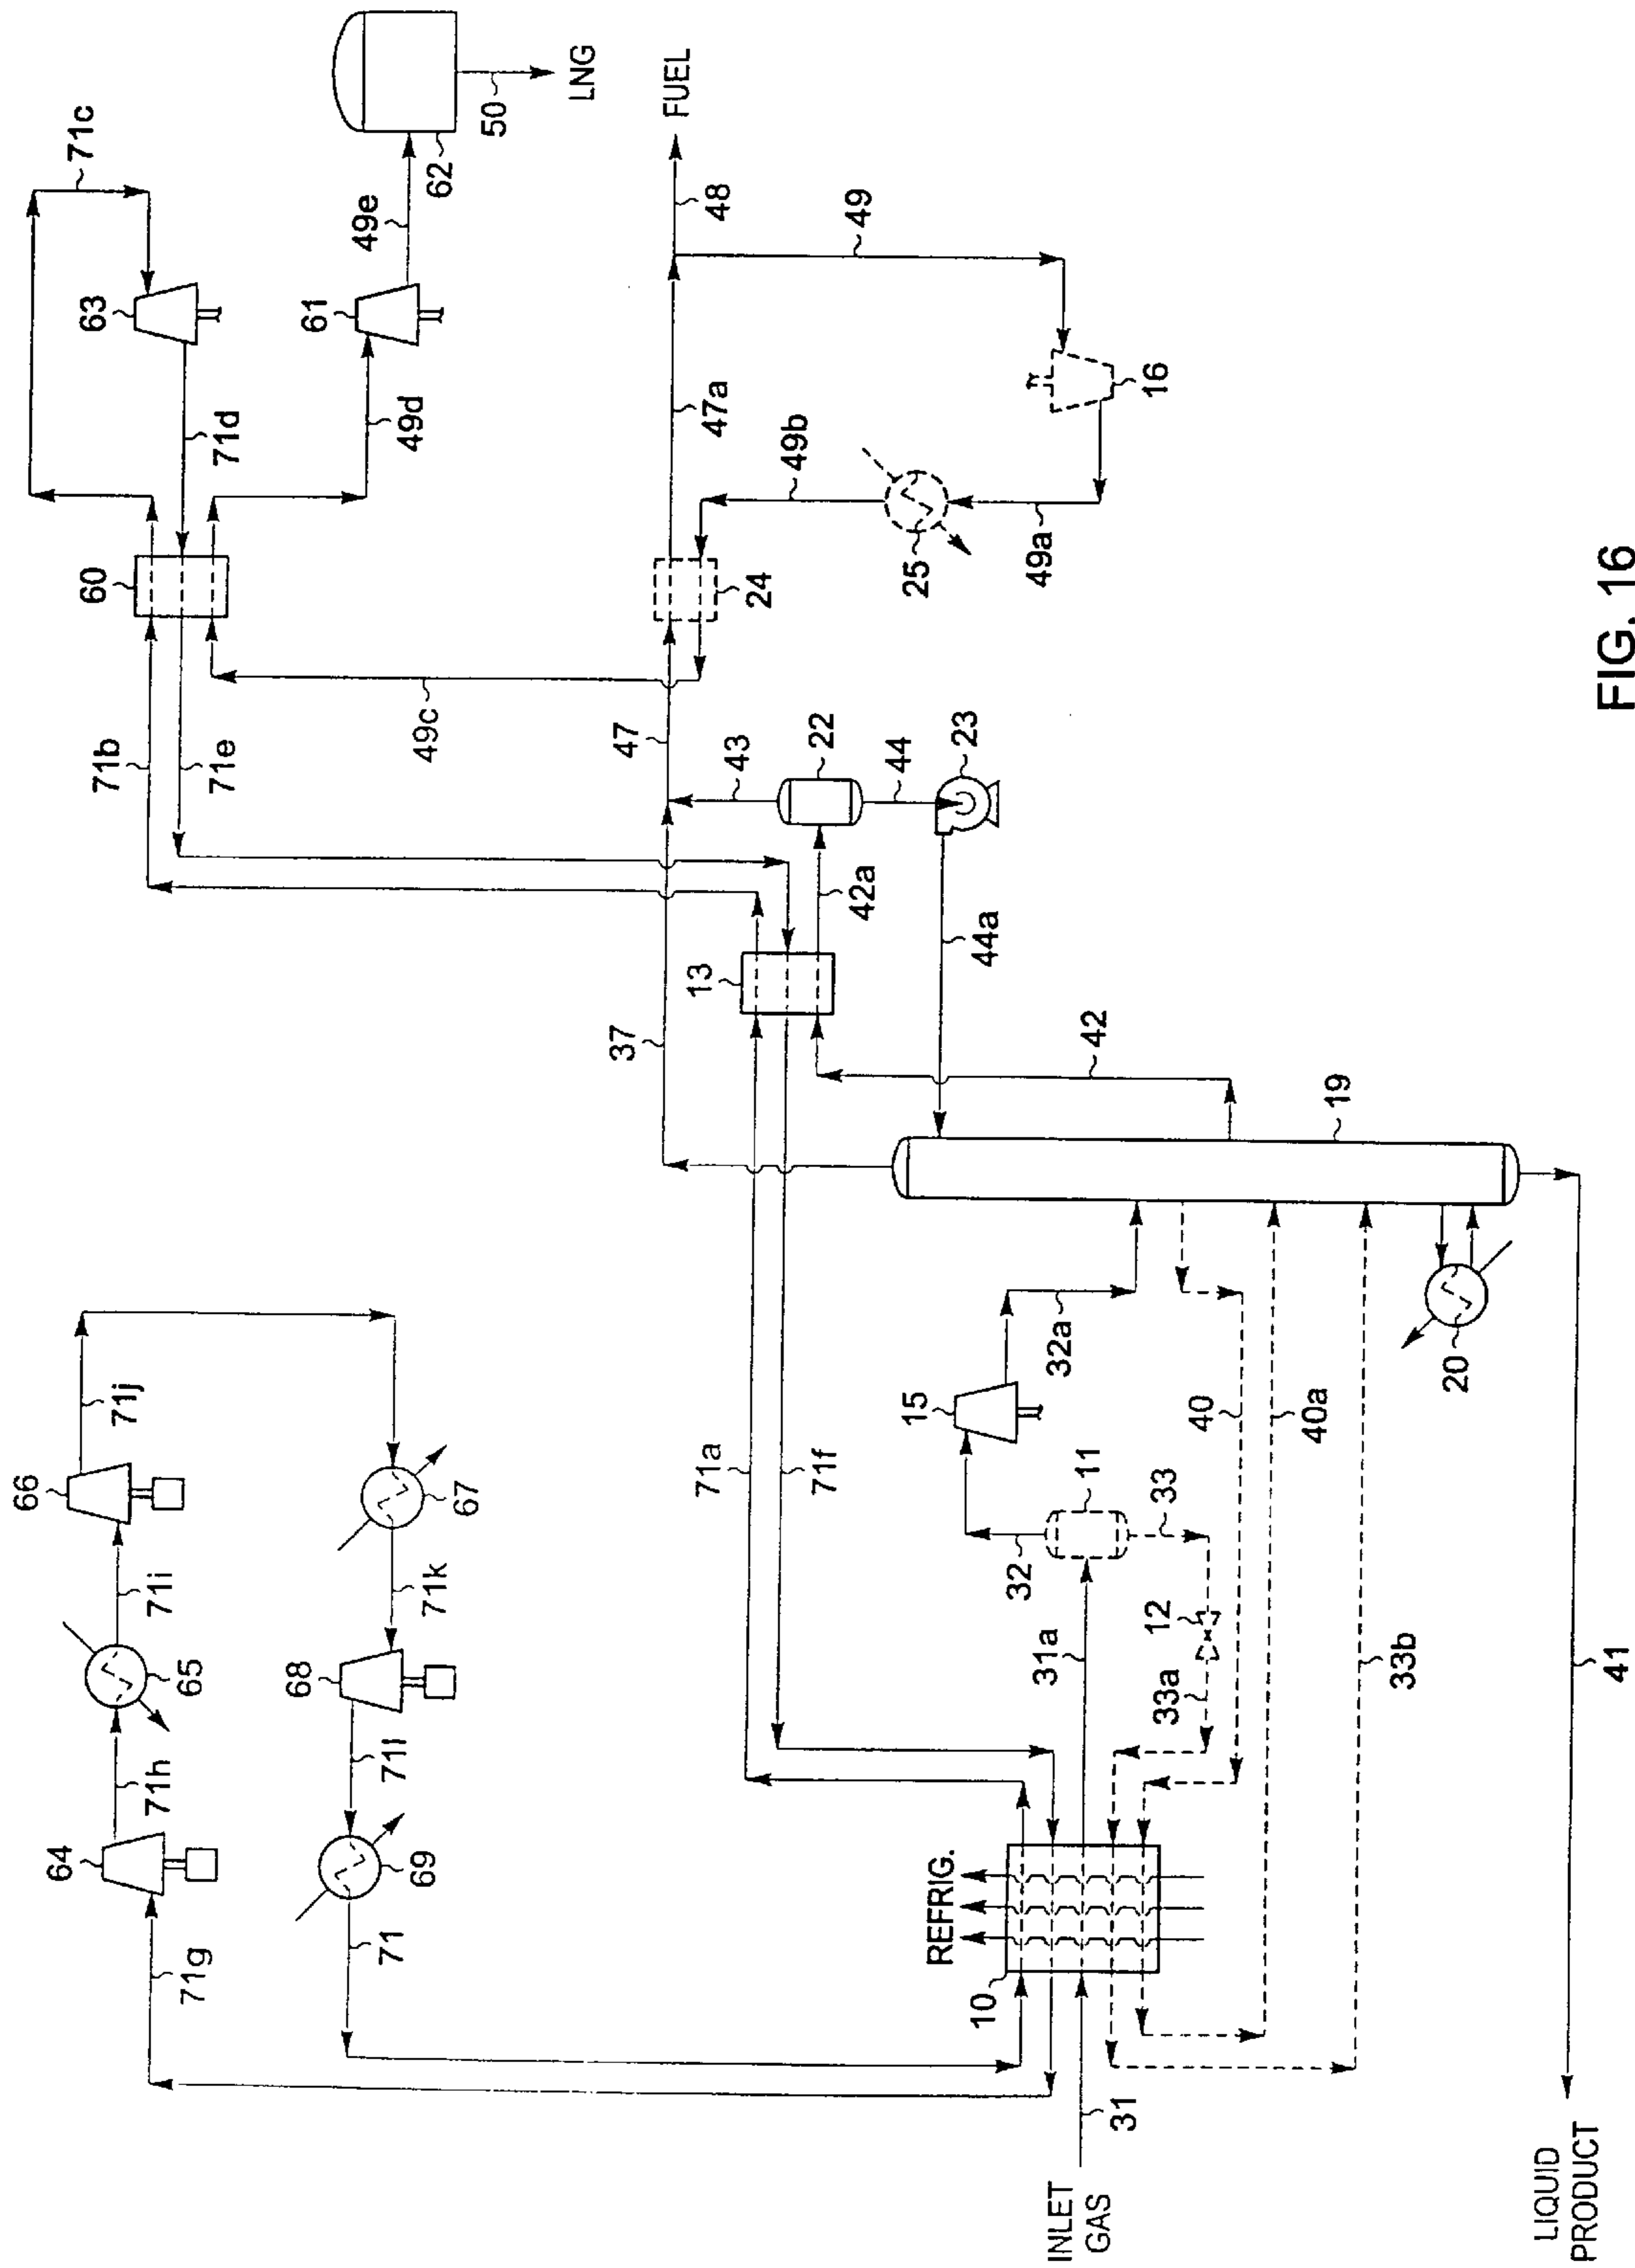 71g
64
71h
65
71i
66
71j
67
71k
68
71l
69
71
71b
71e
60
71d
63
71c
49d
61
49e
62
50
LNG
71a
71f
37
13
47
43
22
42a
44
23
44a
49c
24
47a
49b
25
49a
16
49
48
FUEL
REFRIG.
10
INLET
GAS
31
31a
11
32
33
12
33a
15
32a
40
40a
33b
20
19
42
41
LIQUID
PRODUCT
FIG. 16